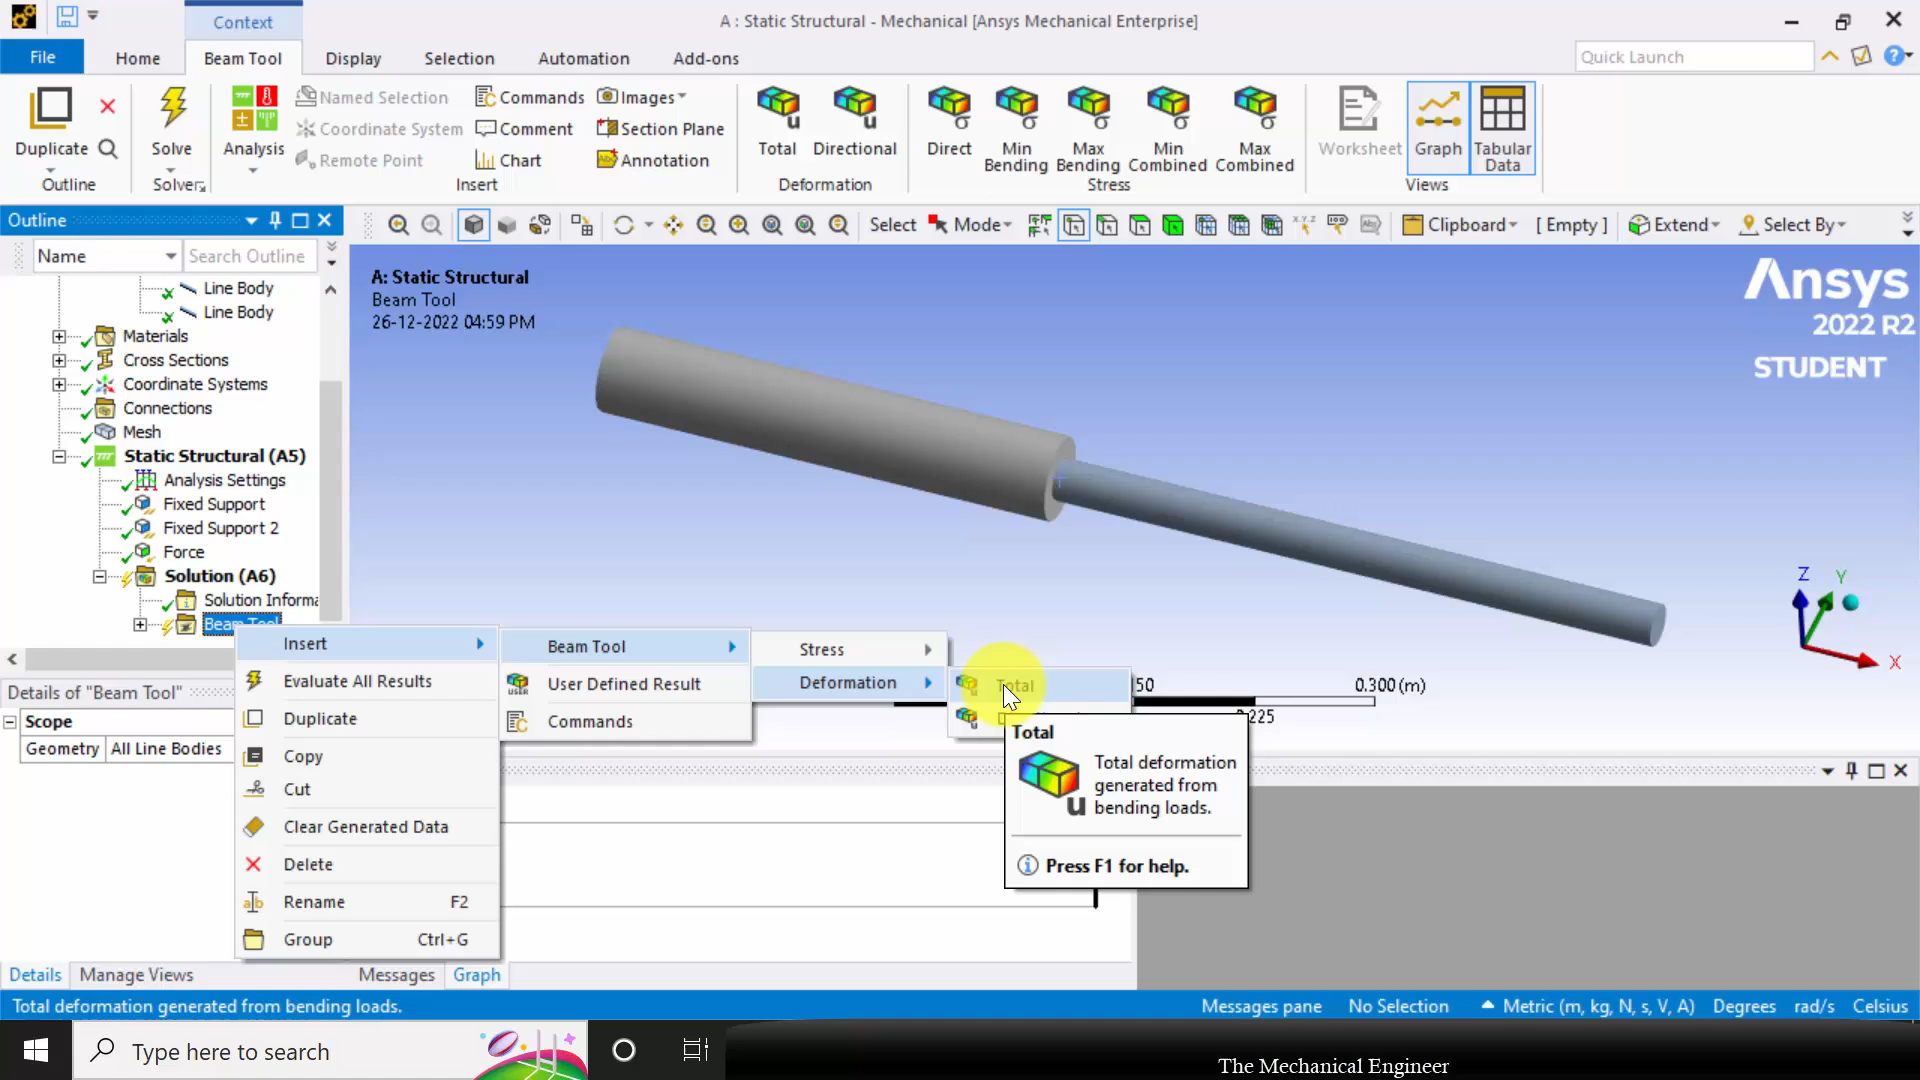 Context
A : Static Structural - Mechanical [Ansys Mechanical Enterprise]
File
Home
Beam Tool
Display
Selection
Automation
Add-ons
Quick Launch
Duplicate
Outline
Solve
Solver
Analysis
Named Selection
Coordinate System
Remote Point
Commands
Comment
Chart
Images
Section Plane
Annotation
Insert
Total
Directional
Deformation
Direct
Min Bending
Max Bending
Min Combined
Max Combined
Stress
Worksheet
Graph
Tabular Data
Views
Outline
Name
Search Outline
Select
Mode
Clipboard
[ Empty ]
Extend
Select By
Line Body
Line Body
Materials
Cross Sections
Coordinate Systems
Connections
Mesh
Static Structural (A5)
Analysis Settings
Fixed Support
Fixed Support 2
Force
Solution (A6)
Solution Informa
Beam Tool
A: Static Structural
Beam Tool
26-12-2022 04:59 PM
Ansys
2022 R2
STUDENT
Z
Y
X
50
0.300 (m)
225
Insert
Evaluate All Results
Duplicate
Copy
Cut
Clear Generated Data
Delete
Rename F2
Group Ctrl+G
Beam Tool
User Defined Result
Commands
Stress
Deformation
Total
Total
Total deformation
generated from
bending loads.
Press F1 for help.
Details of "Beam Tool"
Scope
Geometry All Line Bodies
Details
Manage Views
Messages
Graph
Total deformation generated from bending loads.
Messages pane
No Selection
Metric (m, kg, N, s, V, A)
Degrees
rad/s
Celsius
Type here to search
The Mechanical Engineer